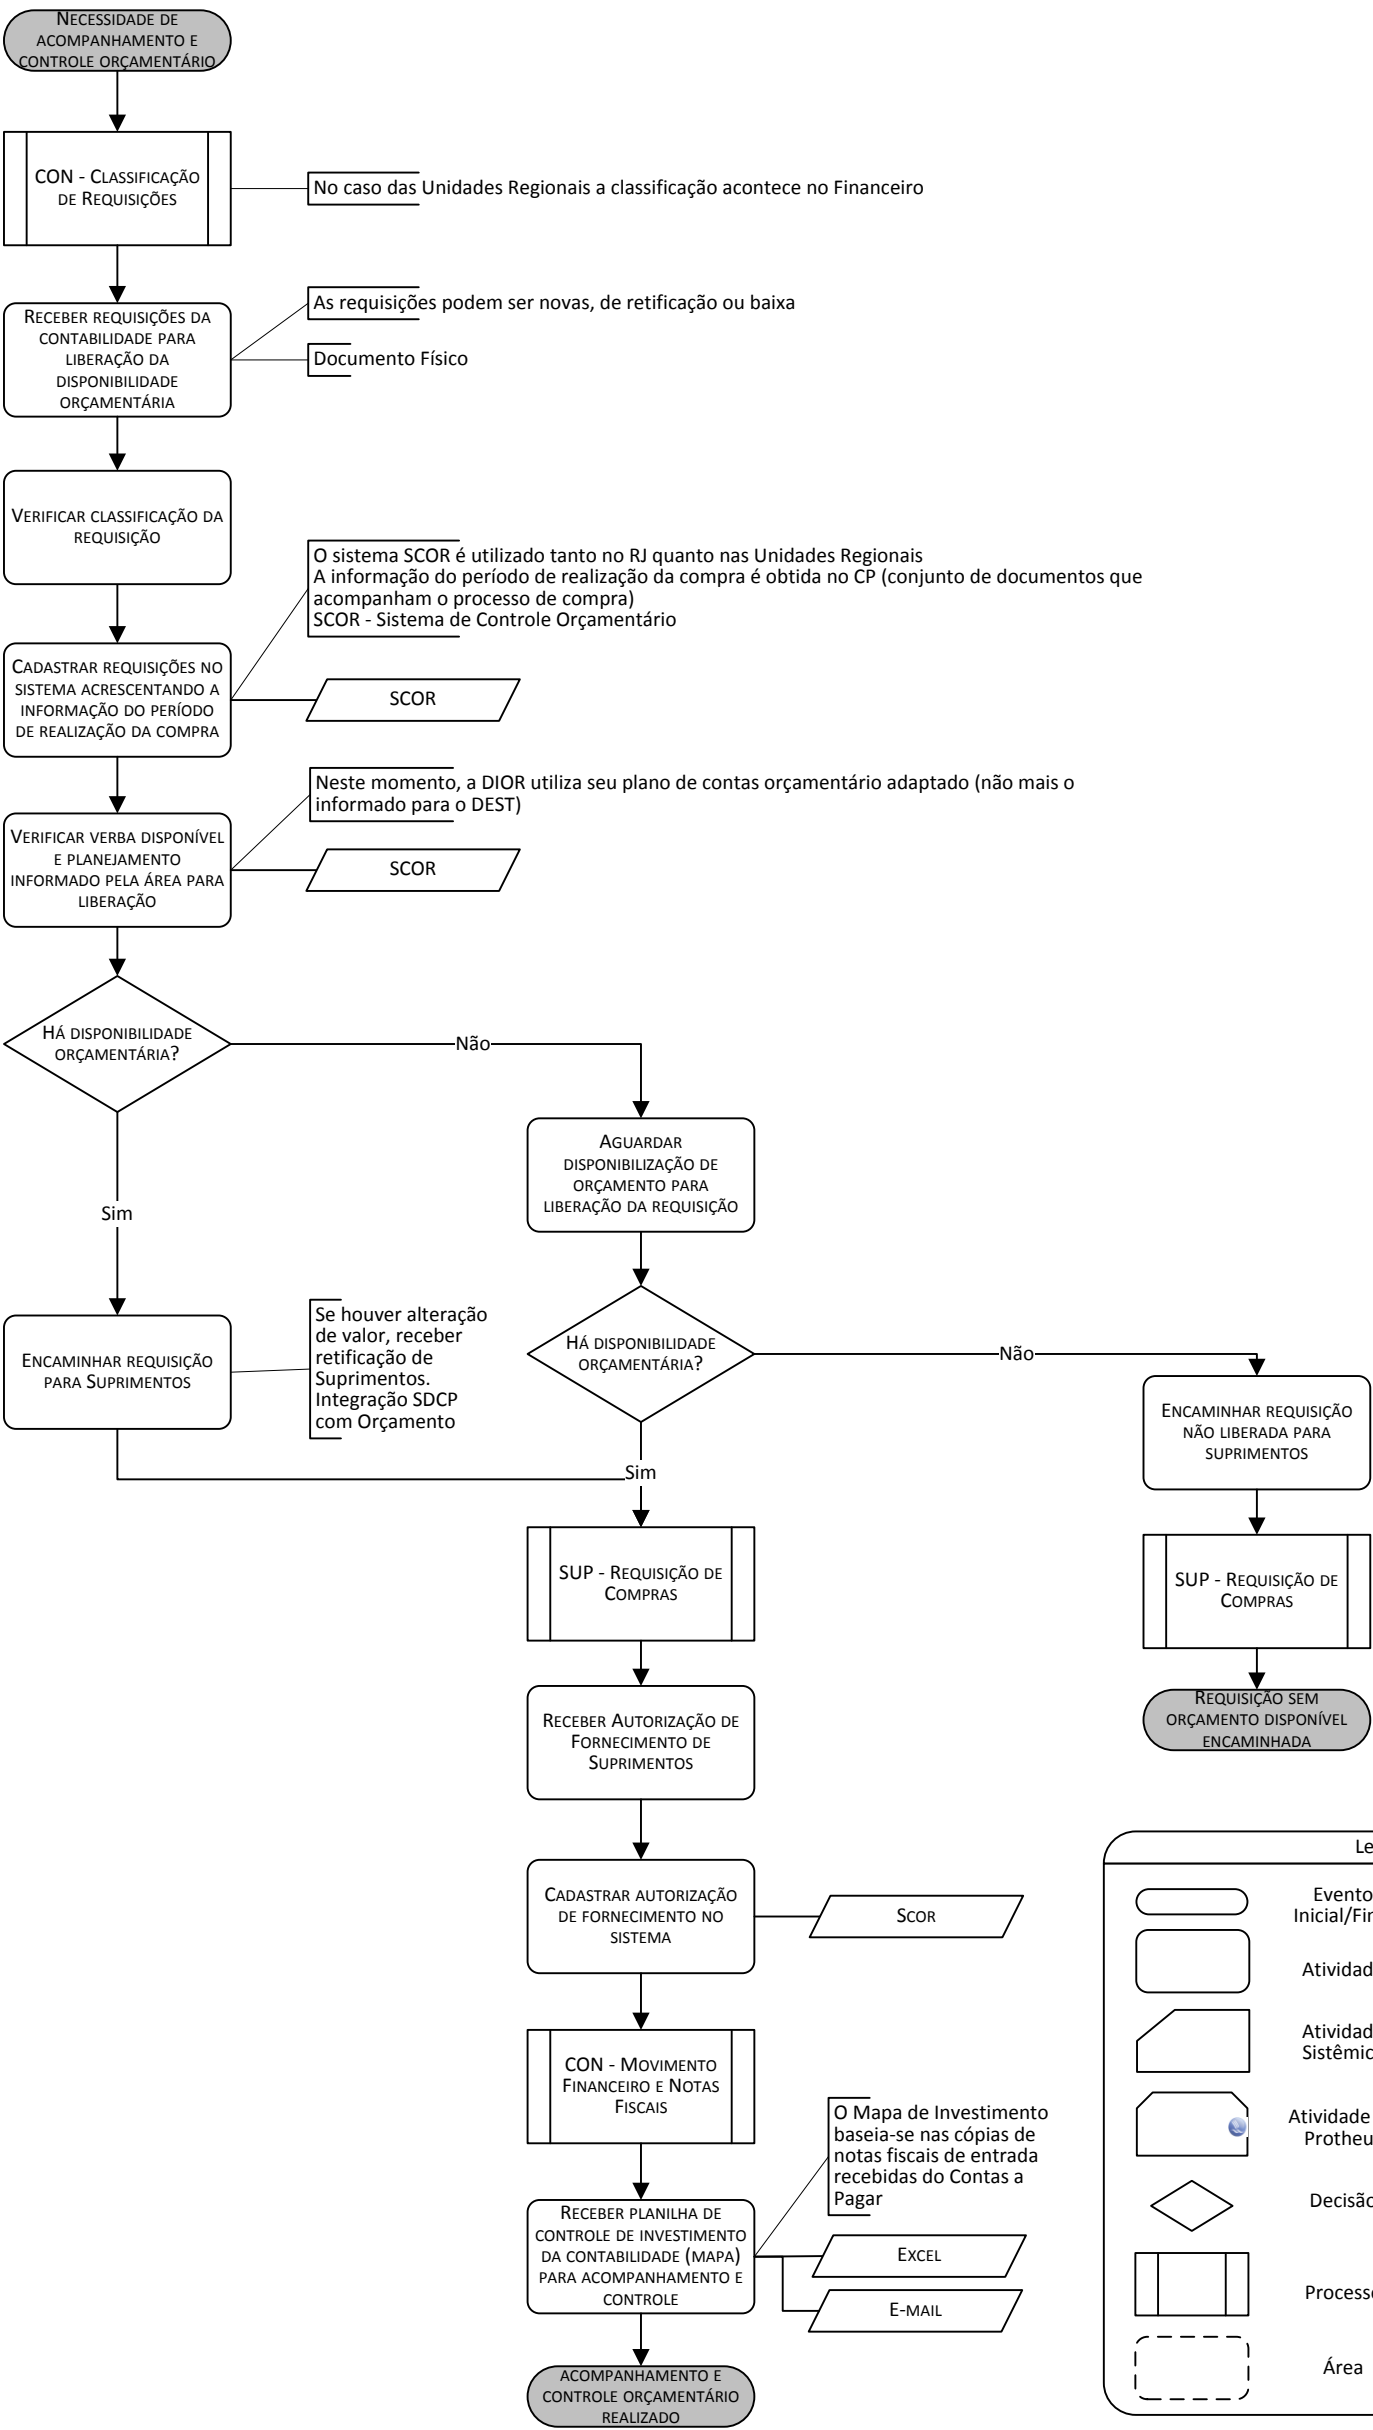 NECESSIDADE DE
ACOMPANHAMENTO E
CONTROLE ORÇAMENTÁRIO
CON - CLASSIFICAÇÃO
DE REQUISIÇÕES
No caso das Unidades Regionais a classificação acontece no Financeiro
RECEBER REQUISIÇÕES DA
CONTABILIDADE PARA
LIBERAÇÃO DA
DISPONIBILIDADE
ORÇAMENTÁRIA
As requisições podem ser novas, de retificação ou baixa
Documento Físico
VERIFICAR CLASSIFICAÇÃO DA
REQUISIÇÃO
O sistema SCOR é utilizado tanto no RJ quanto nas Unidades Regionais
A informação do período de realização da compra é obtida no CP (conjunto de documentos que
acompanham o processo de compra)
SCOR - Sistema de Controle Orçamentário
CADASTRAR REQUISIÇÕES NO
SISTEMA ACRESCENTANDO A
INFORMAÇÃO DO PERÍODO
DE REALIZAÇÃO DA COMPRA
SCOR
Neste momento, a DIOR utiliza seu plano de contas orçamentário adaptado (não mais o
informado para o DEST)
VERIFICAR VERBA DISPONÍVEL
E PLANEJAMENTO
INFORMADO PELA ÁREA PARA
LIBERAÇÃO
SCOR
HÁ DISPONIBILIDADE
ORÇAMENTÁRIA?
Não
Sim
AGUARDAR
DISPONIBILIZAÇÃO DE
ORÇAMENTO PARA
LIBERAÇÃO DA REQUISIÇÃO
ENCAMINHAR REQUISIÇÃO
PARA SUPRIMENTOS
Se houver alteração
de valor, receber
retificação de
Suprimentos.
Integração SDCP
com Orçamento
HÁ DISPONIBILIDADE
ORÇAMENTÁRIA?
Não
Sim
ENCAMINHAR REQUISIÇÃO
NÃO LIBERADA PARA
SUPRIMENTOS
SUP - REQUISIÇÃO DE
COMPRAS
SUP - REQUISIÇÃO DE
COMPRAS
REQUISIÇÃO SEM
ORÇAMENTO DISPONÍVEL
ENCAMINHADA
RECEBER AUTORIZAÇÃO DE
FORNECIMENTO DE
SUPRIMENTOS
CADASTRAR AUTORIZAÇÃO
DE FORNECIMENTO NO
SISTEMA
SCOR
CON - MOVIMENTO
FINANCEIRO E NOTAS
FISCAIS
O Mapa de Investimento
baseia-se nas cópias de
notas fiscais de entrada
recebidas do Contas a
Pagar
RECEBER PLANILHA DE
CONTROLE DE INVESTIMENTO
DA CONTABILIDADE (MAPA)
PARA ACOMPANHAMENTO E
CONTROLE
EXCEL
E-MAIL
ACOMPANHAMENTO E
CONTROLE ORÇAMENTÁRIO
REALIZADO
Evento
Decisão
Área